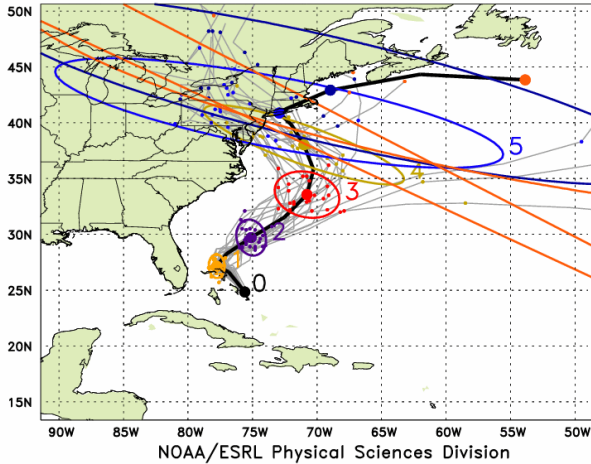 50N
45N
40N
35N
30N
25N
20N
15N
5
4
3
2
1
0
90W 85W 80W 75W 70W 65W 60W 55W 50W
NOAA/ESRL Physical Sciences Division